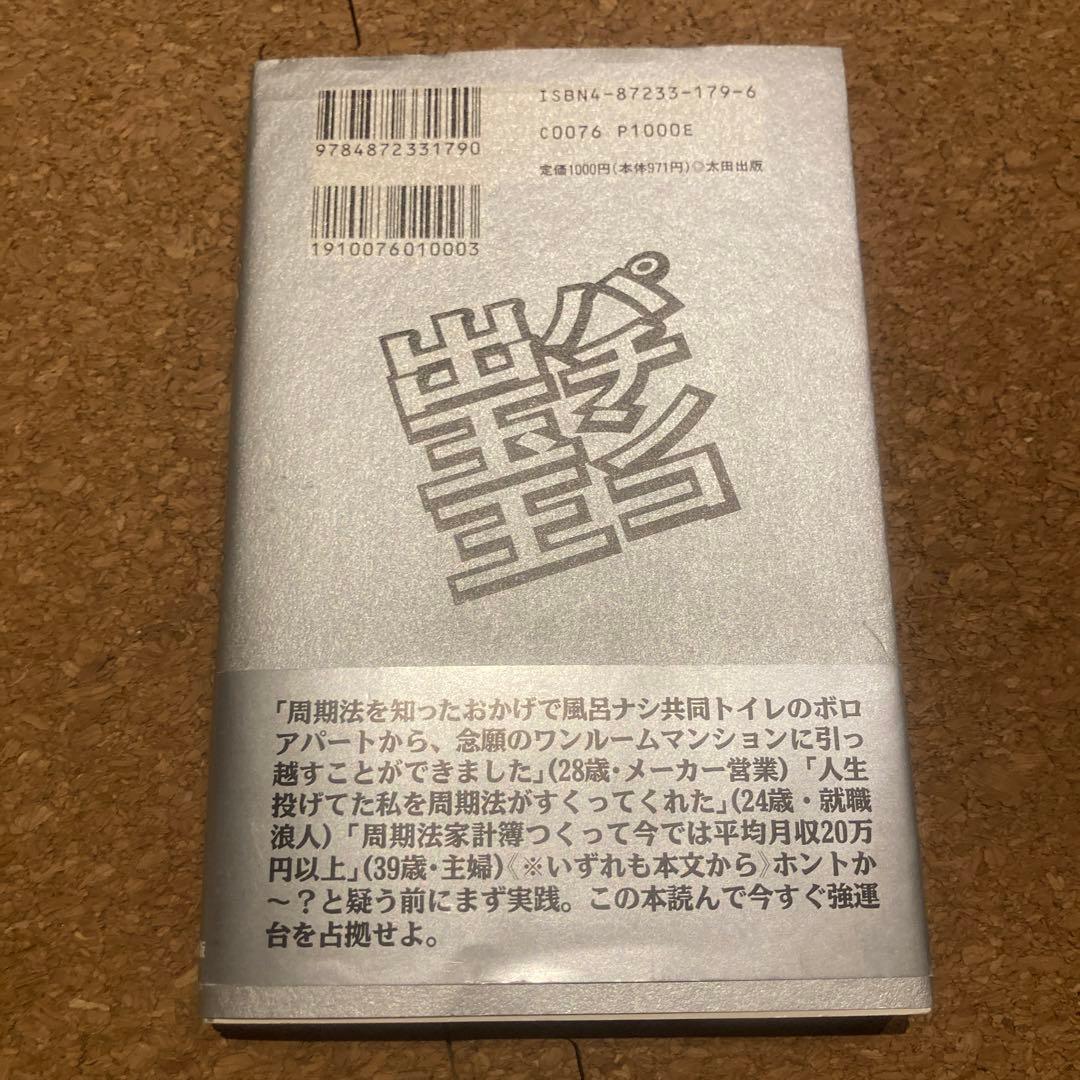 ISBN4-87233-179-6
C0076 P1000E
定価1000円(本体971円)◎太田出版
9784872331790
1910076010003
パチンコ
出玉王
「周期法を知ったおかげで風呂ナシ共同トイレのボロ
アパートから、念願のワンルームマンションに引っ
越すことができました」(28歳・メーカー営業)「人生
投げてた私を周期法がすくってくれた」(24歳・就職
浪人)「周期法家計簿つくって今では平均月収20万
円以上」(39歳・主婦)《※いずれも本文から》ホントか
〜?と疑う前にまず実践。この本読んで今すぐ強運
台を占拠せよ。
版